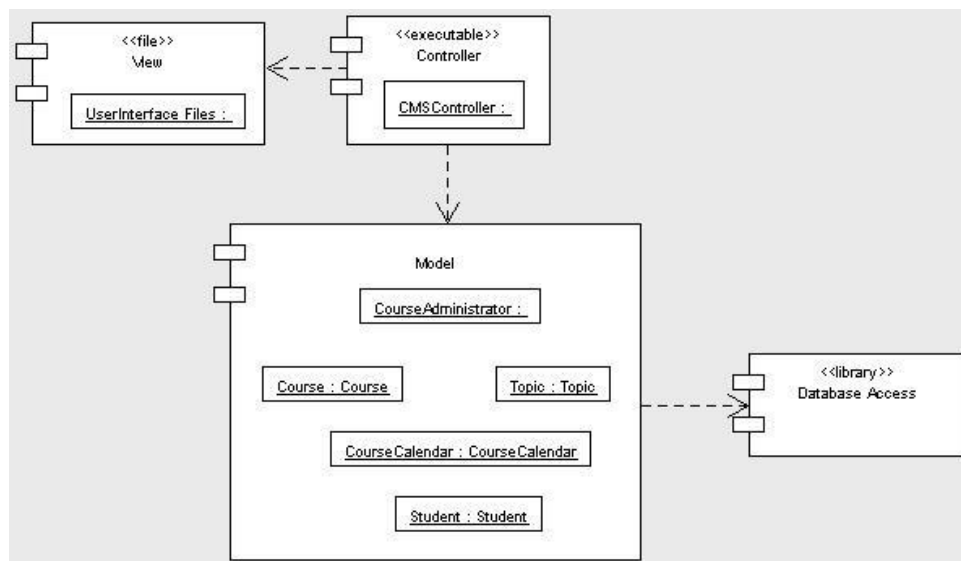 <<file>>
View
UserInterface Files :
<<executable>>
Controller
CMSController :
Model
CourseAdministrator :
Course : Course
Topic : Topic
CourseCalendar : CourseCalendar
Student : Student
<<library>>
Database Access